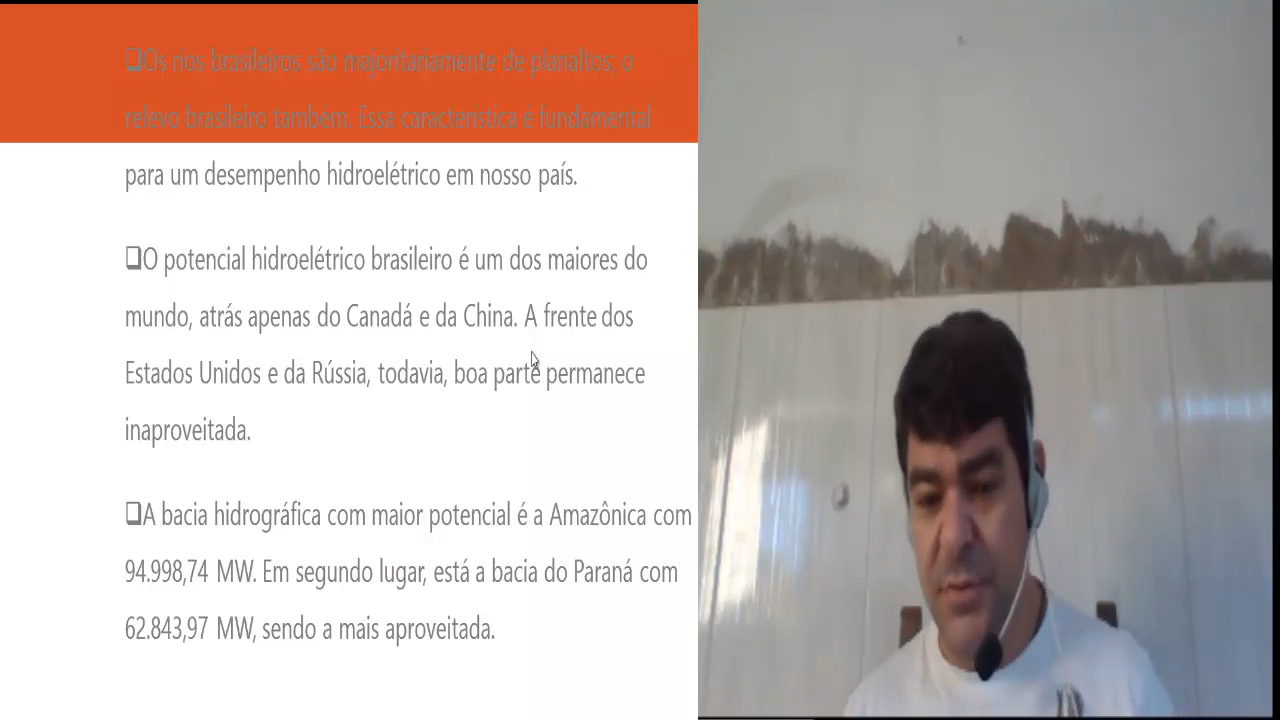 ❑Os rios brasileiros são majoritariamente de planaltos; o
relevo brasileiro também. Essa característica é fundamental
para um desempenho hidroelétrico em nosso país.
❑O potencial hidroelétrico brasileiro é um dos maiores do
mundo, atrás apenas do Canadá e da China. A frente dos
Estados Unidos e da Rússia, todavia, boa parte permanece
inaproveitada.
❑A bacia hidrográfica com maior potencial é a Amazônica com
94.998,74 MW. Em segundo lugar, está a bacia do Paraná com
62.843,97 MW, sendo a mais aproveitada.